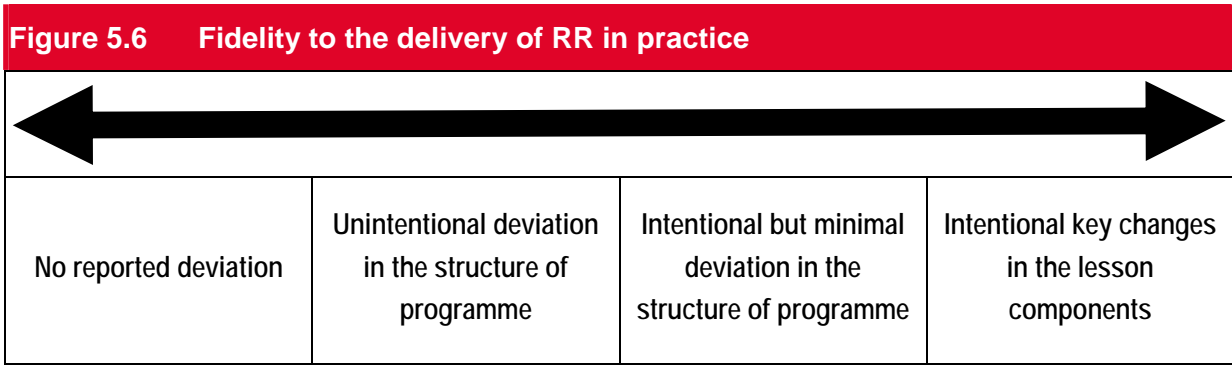 Figure 5.6 Fidelity to the delivery of RR in practice
No reported deviation
Unintentional deviation
in the structure of
programme
Intentional but minimal
deviation in the
structure of programme
Intentional key changes
in the lesson
components